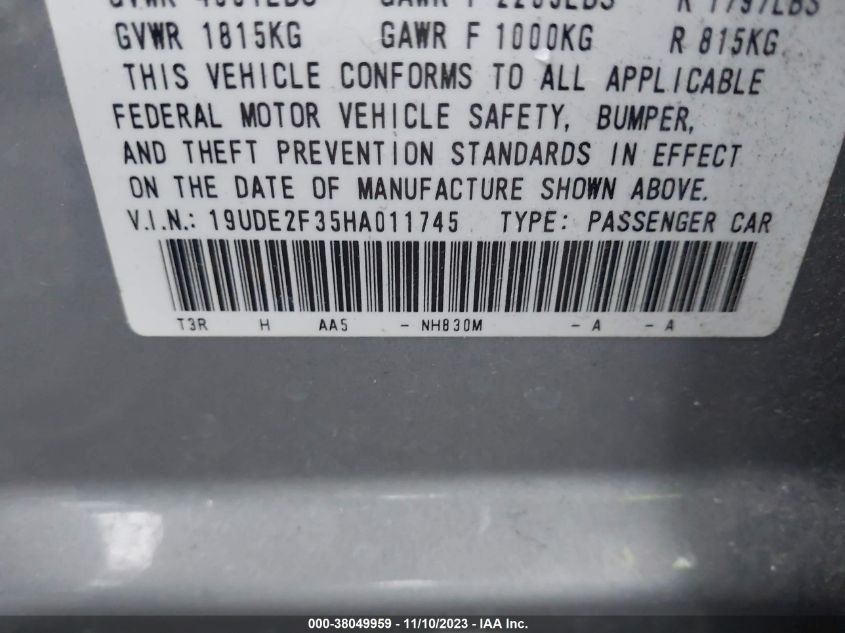 GVWR 1815KG GAWR F 1000KG R 815KG
THIS VEHICLE CONFORMS TO ALL APPLICABLE
FEDERAL MOTOR VEHICLE SAFETY, BUMPER,
AND THEFT PREVENTION STANDARDS IN EFFECT
ON THE DATE OF MANUFACTURE SHOWN ABOVE.
V.I.N.: 19UDE2F35HA011745 TYPE: PASSENGER CAR
T3R H AA5 - NH830M - A - A
000-38049959 - 11/10/2023 - IAA Inc.